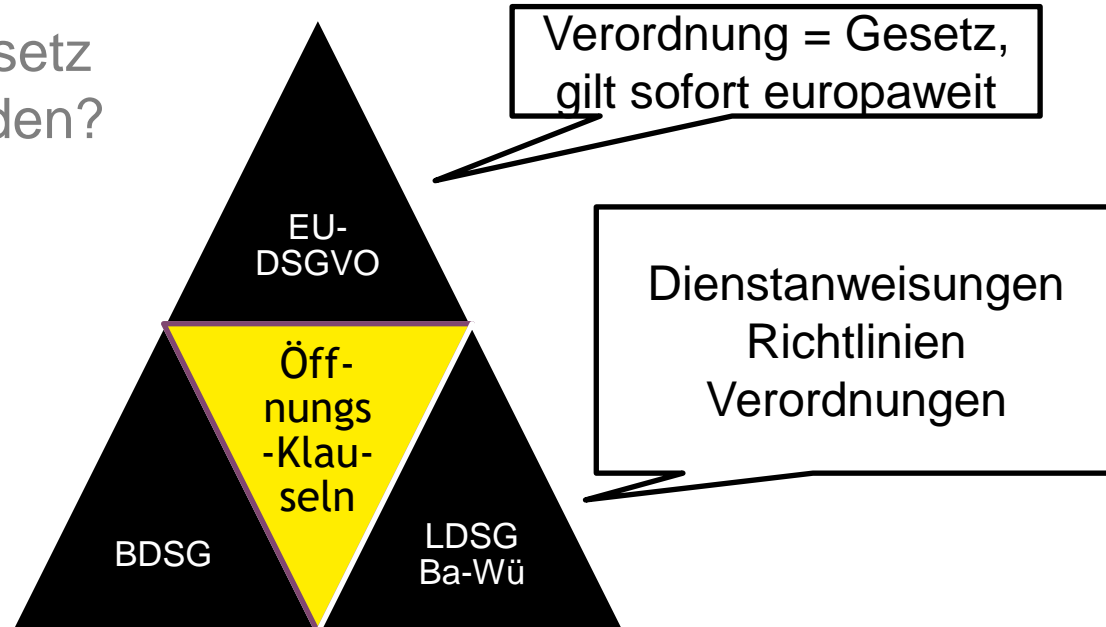 setz
den?
Verordnung = Gesetz,
gilt sofort europaweit
EU-
DSGVO
Dienstanweisungen
Richtlinien
Verordnungen
Öff-
nungs
-Klau-
seln
BDSG
LDSG
Ba-Wü